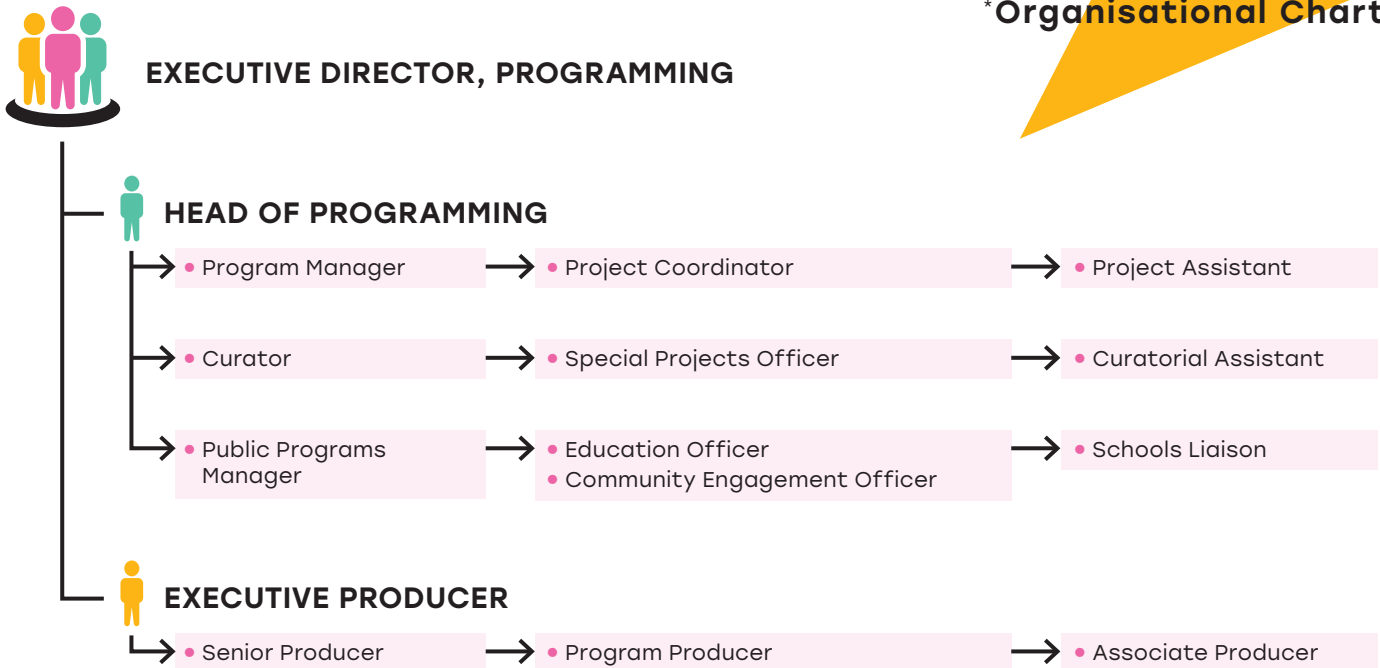 *Organisational Chart
EXECUTIVE DIRECTOR, PROGRAMMING
HEAD OF PROGRAMMING
• Program Manager
• Project Coordinator
• Project Assistant
• Curator
• Special Projects Officer
• Curatorial Assistant
• Public Programs
Manager
• Education Officer
• Community Engagement Officer
• Schools Liaison
EXECUTIVE PRODUCER
• Senior Producer
• Program Producer
• Associate Producer